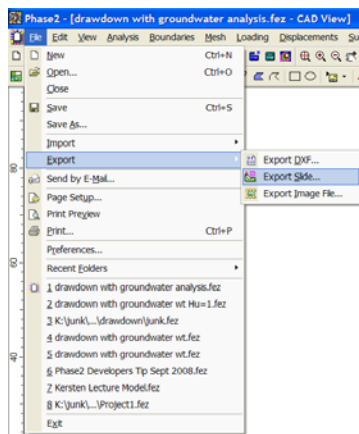 Phase2 - [drawdown with groundwater analysis.fez - CAD View]
File Edit View Analysis Boundaries Mesh Loading Displacements Su
New Ctrl+N
Open... Ctrl+O
Close
Save Ctrl+S
Save As...
Import
Export
Export DXF...
Export Slide...
Export Image File...
Send by E-Mail...
Page Setup...
Print Preview
Print... Ctrl+P
Preferences...
Recent Folders
1 drawdown with groundwater analysis.fez
2 drawdown with groundwater wt Hu=1.fez
3 K:\junk\...\drawdown\junk.fez
4 drawdown with groundwater wt.fez
5 drawdown with groundwater wt.fez
6 Phase2 Developers Tip Sept 2008.fez
7 Kersten Lecture Model.fez
8 K:\junk\...\Project1.fez
Exit
80
60
40